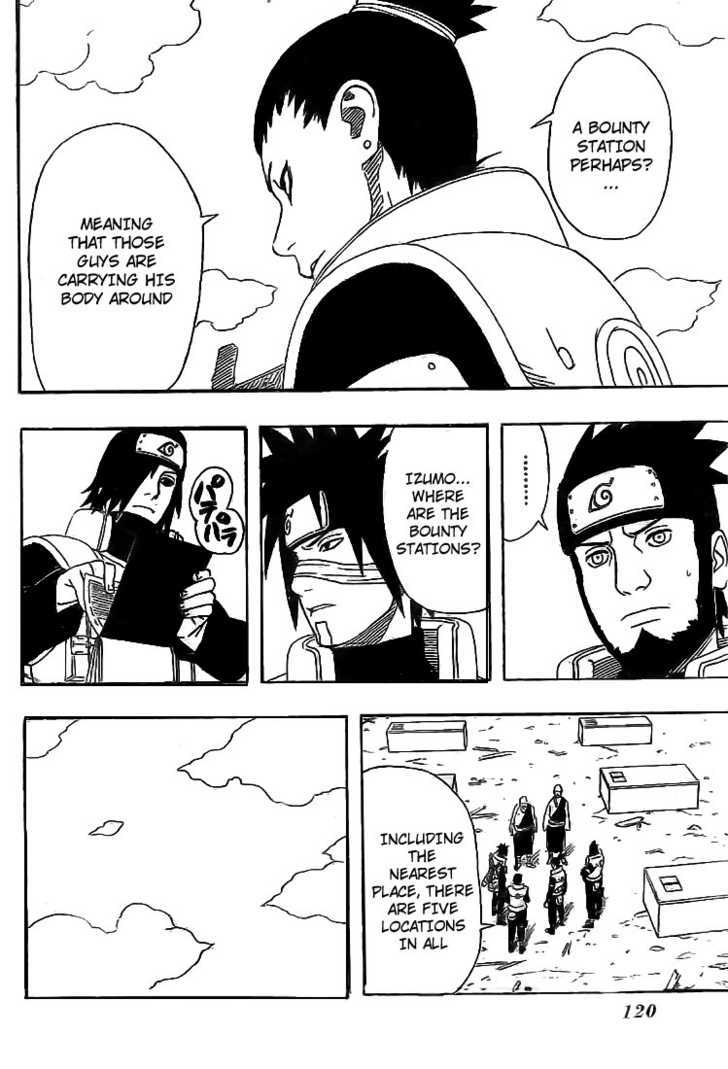 A BOUNTY
STATION
PERHAPS?
...
MEANING
THAT THOSE
GUYS ARE
CARRYING HIS
BODY AROUND
.........
IZUMO...
WHERE
ARE THE
BOUNTY
STATIONS?
パラパラ
INCLUDING
THE
NEAREST
PLACE, THERE
ARE FIVE
LOCATIONS
IN ALL
120